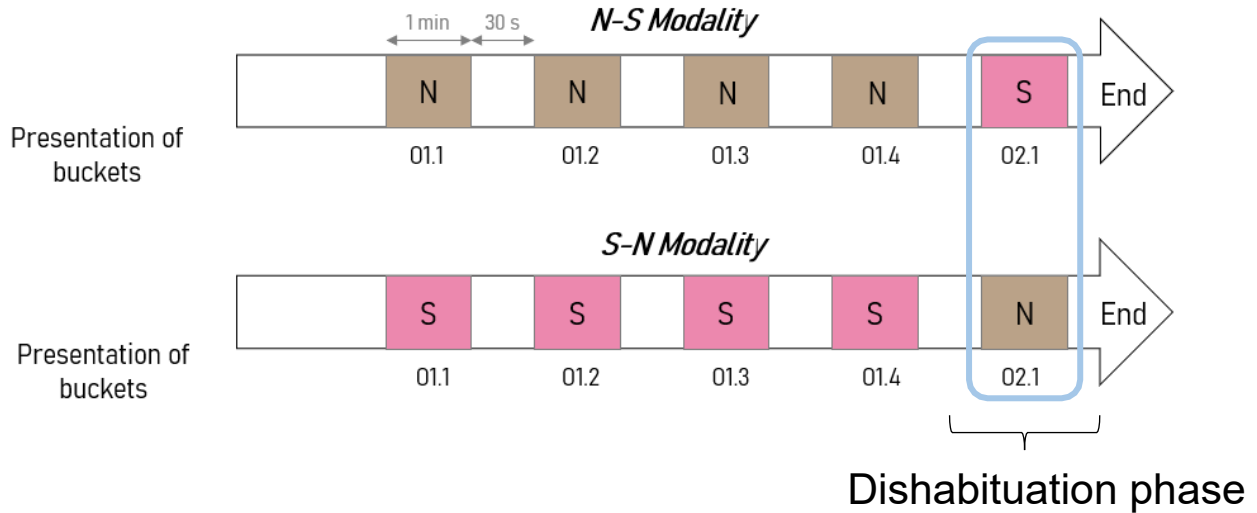 1 min
30 s
N-S Modality
N
N
N
N
S
End
Presentation of
buckets
01.1
01.2
01.3
01.4
02.1
S-N Modality
S
S
S
S
N
End
Presentation of
buckets
01.1
01.2
01.3
01.4
02.1
Dishabituation phase